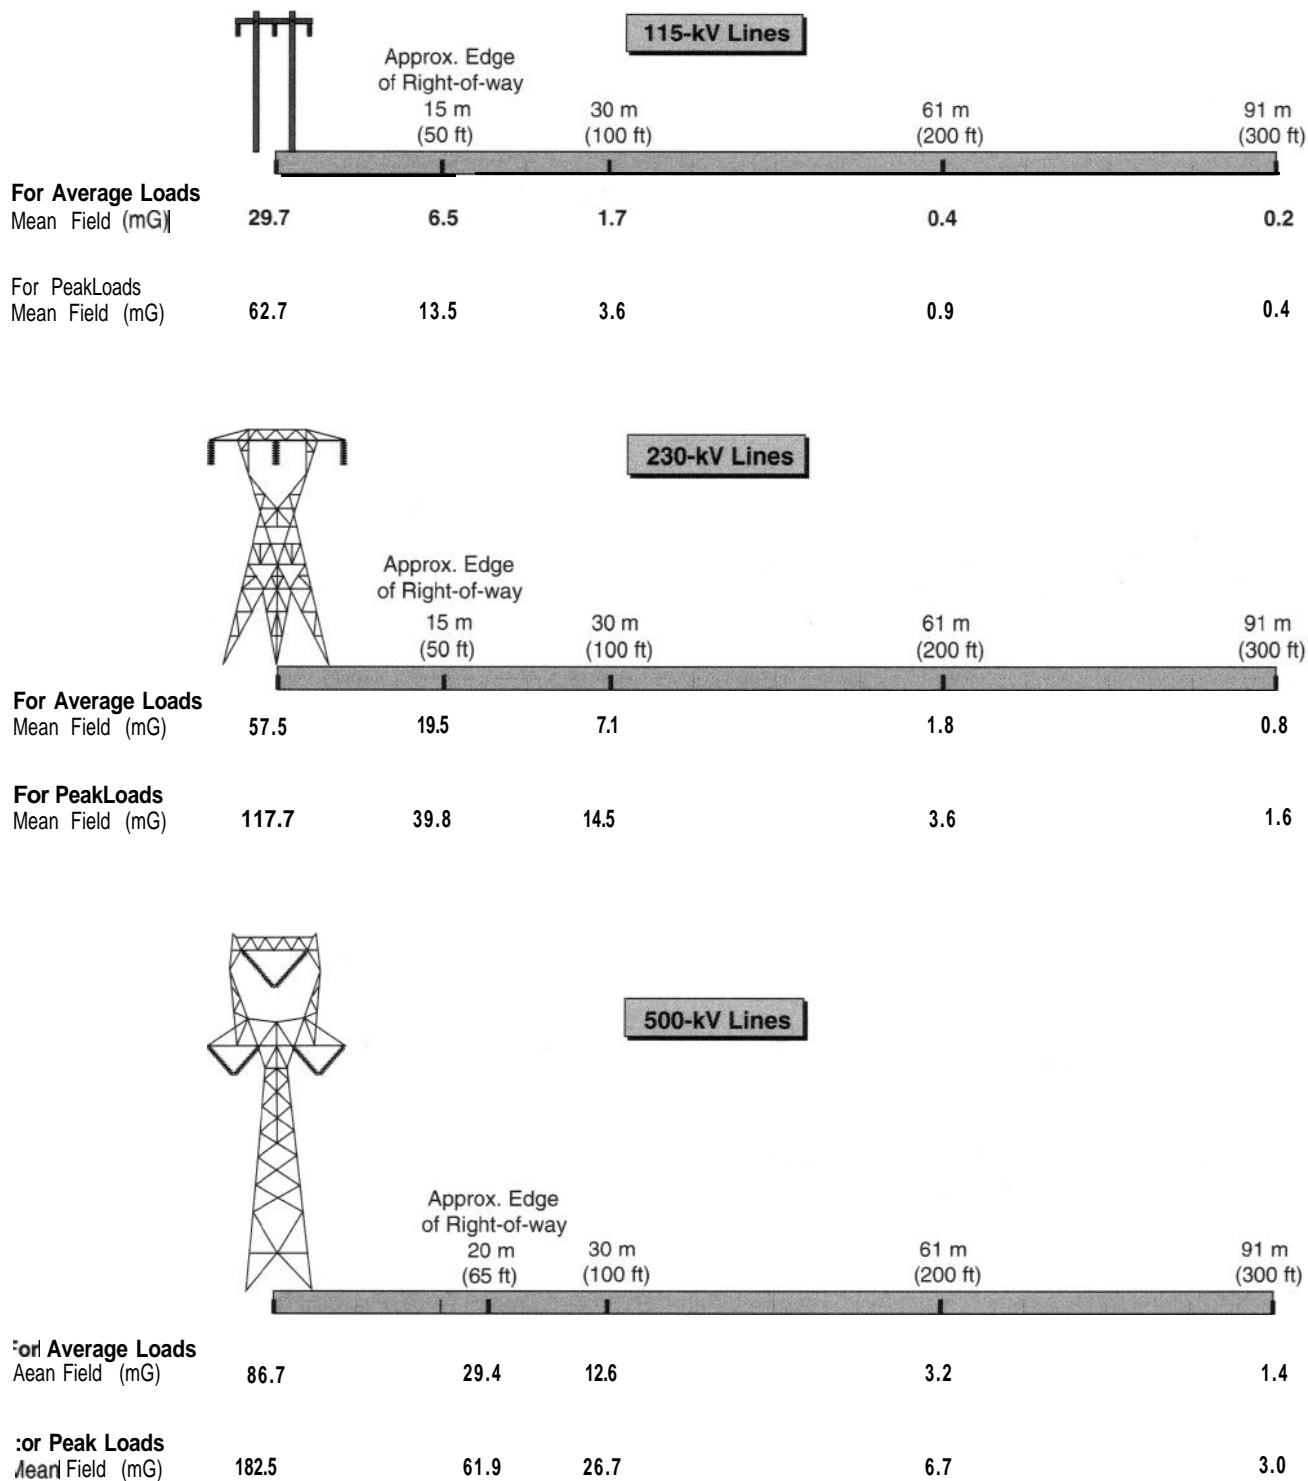 115-kV Lines
Approx. Edge
of Right-of-way
15 m 30 m 61 m 91 m
(50 ft) (100 ft) (200 ft) (300 ft)
For Average Loads
Mean Field (mG) 29.7 6.5 1.7 0.4 0.2
For PeakLoads
Mean Field (mG) 62.7 13.5 3.6 0.9 0.4
230-kV Lines
Approx. Edge
of Right-of-way
15 m 30 m 61 m 91 m
(50 ft) (100 ft) (200 ft) (300 ft)
For Average Loads
Mean Field (mG) 57.5 19.5 7.1 1.8 0.8
For PeakLoads
Mean Field (mG) 117.7 39.8 14.5 3.6 1.6
500-kV Lines
Approx. Edge
of Right-of-way
20 m 30 m 61 m 91 m
(65 ft) (100 ft) (200 ft) (300 ft)
For Average Loads
Aean Field (mG) 86.7 29.4 12.6 3.2 1.4
:or Peak Loads
Mean Field (mG) 182.5 61.9 26.7 6.7 3.0